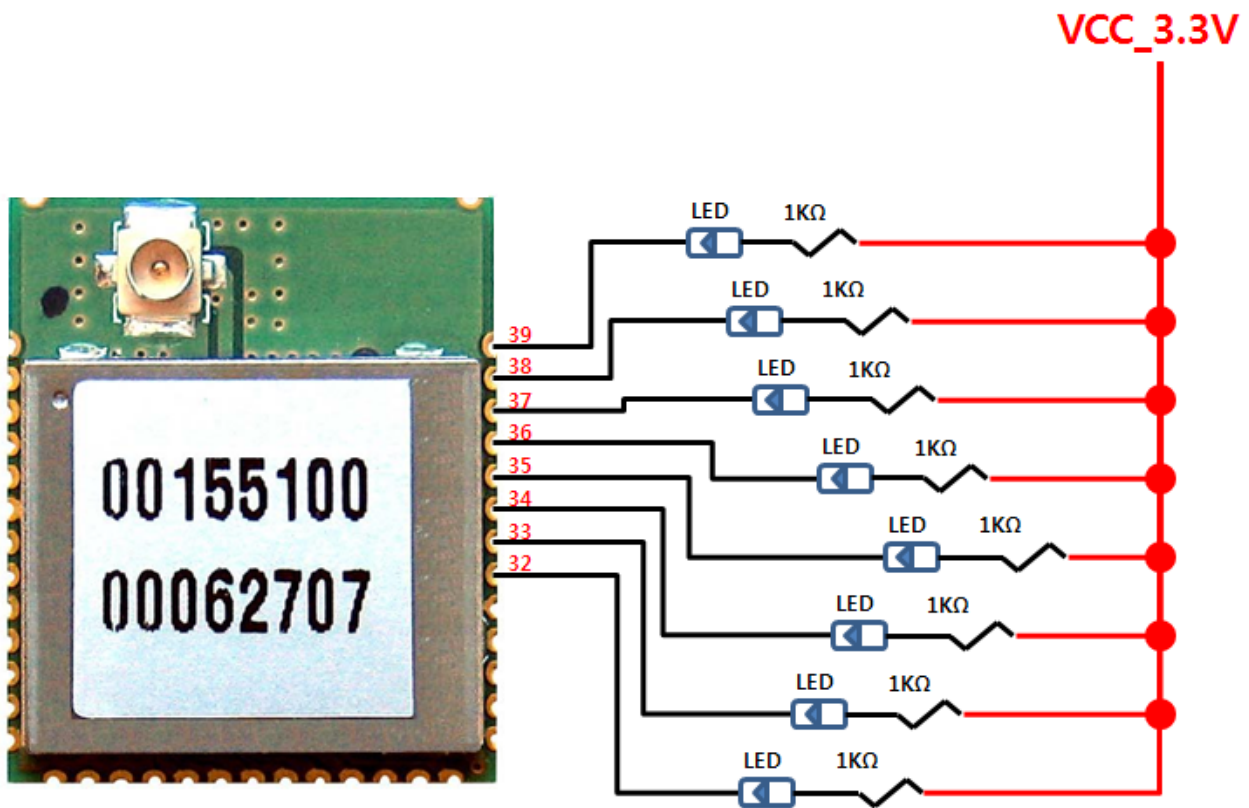 VCC_3.3V
LED 1KΩ
LED 1KΩ
39
38
LED 1KΩ
37
36
LED 1KΩ
35
00155100
34
LED 1KΩ
33
32
00062707
LED 1KΩ
LED 1KΩ
LED 1KΩ